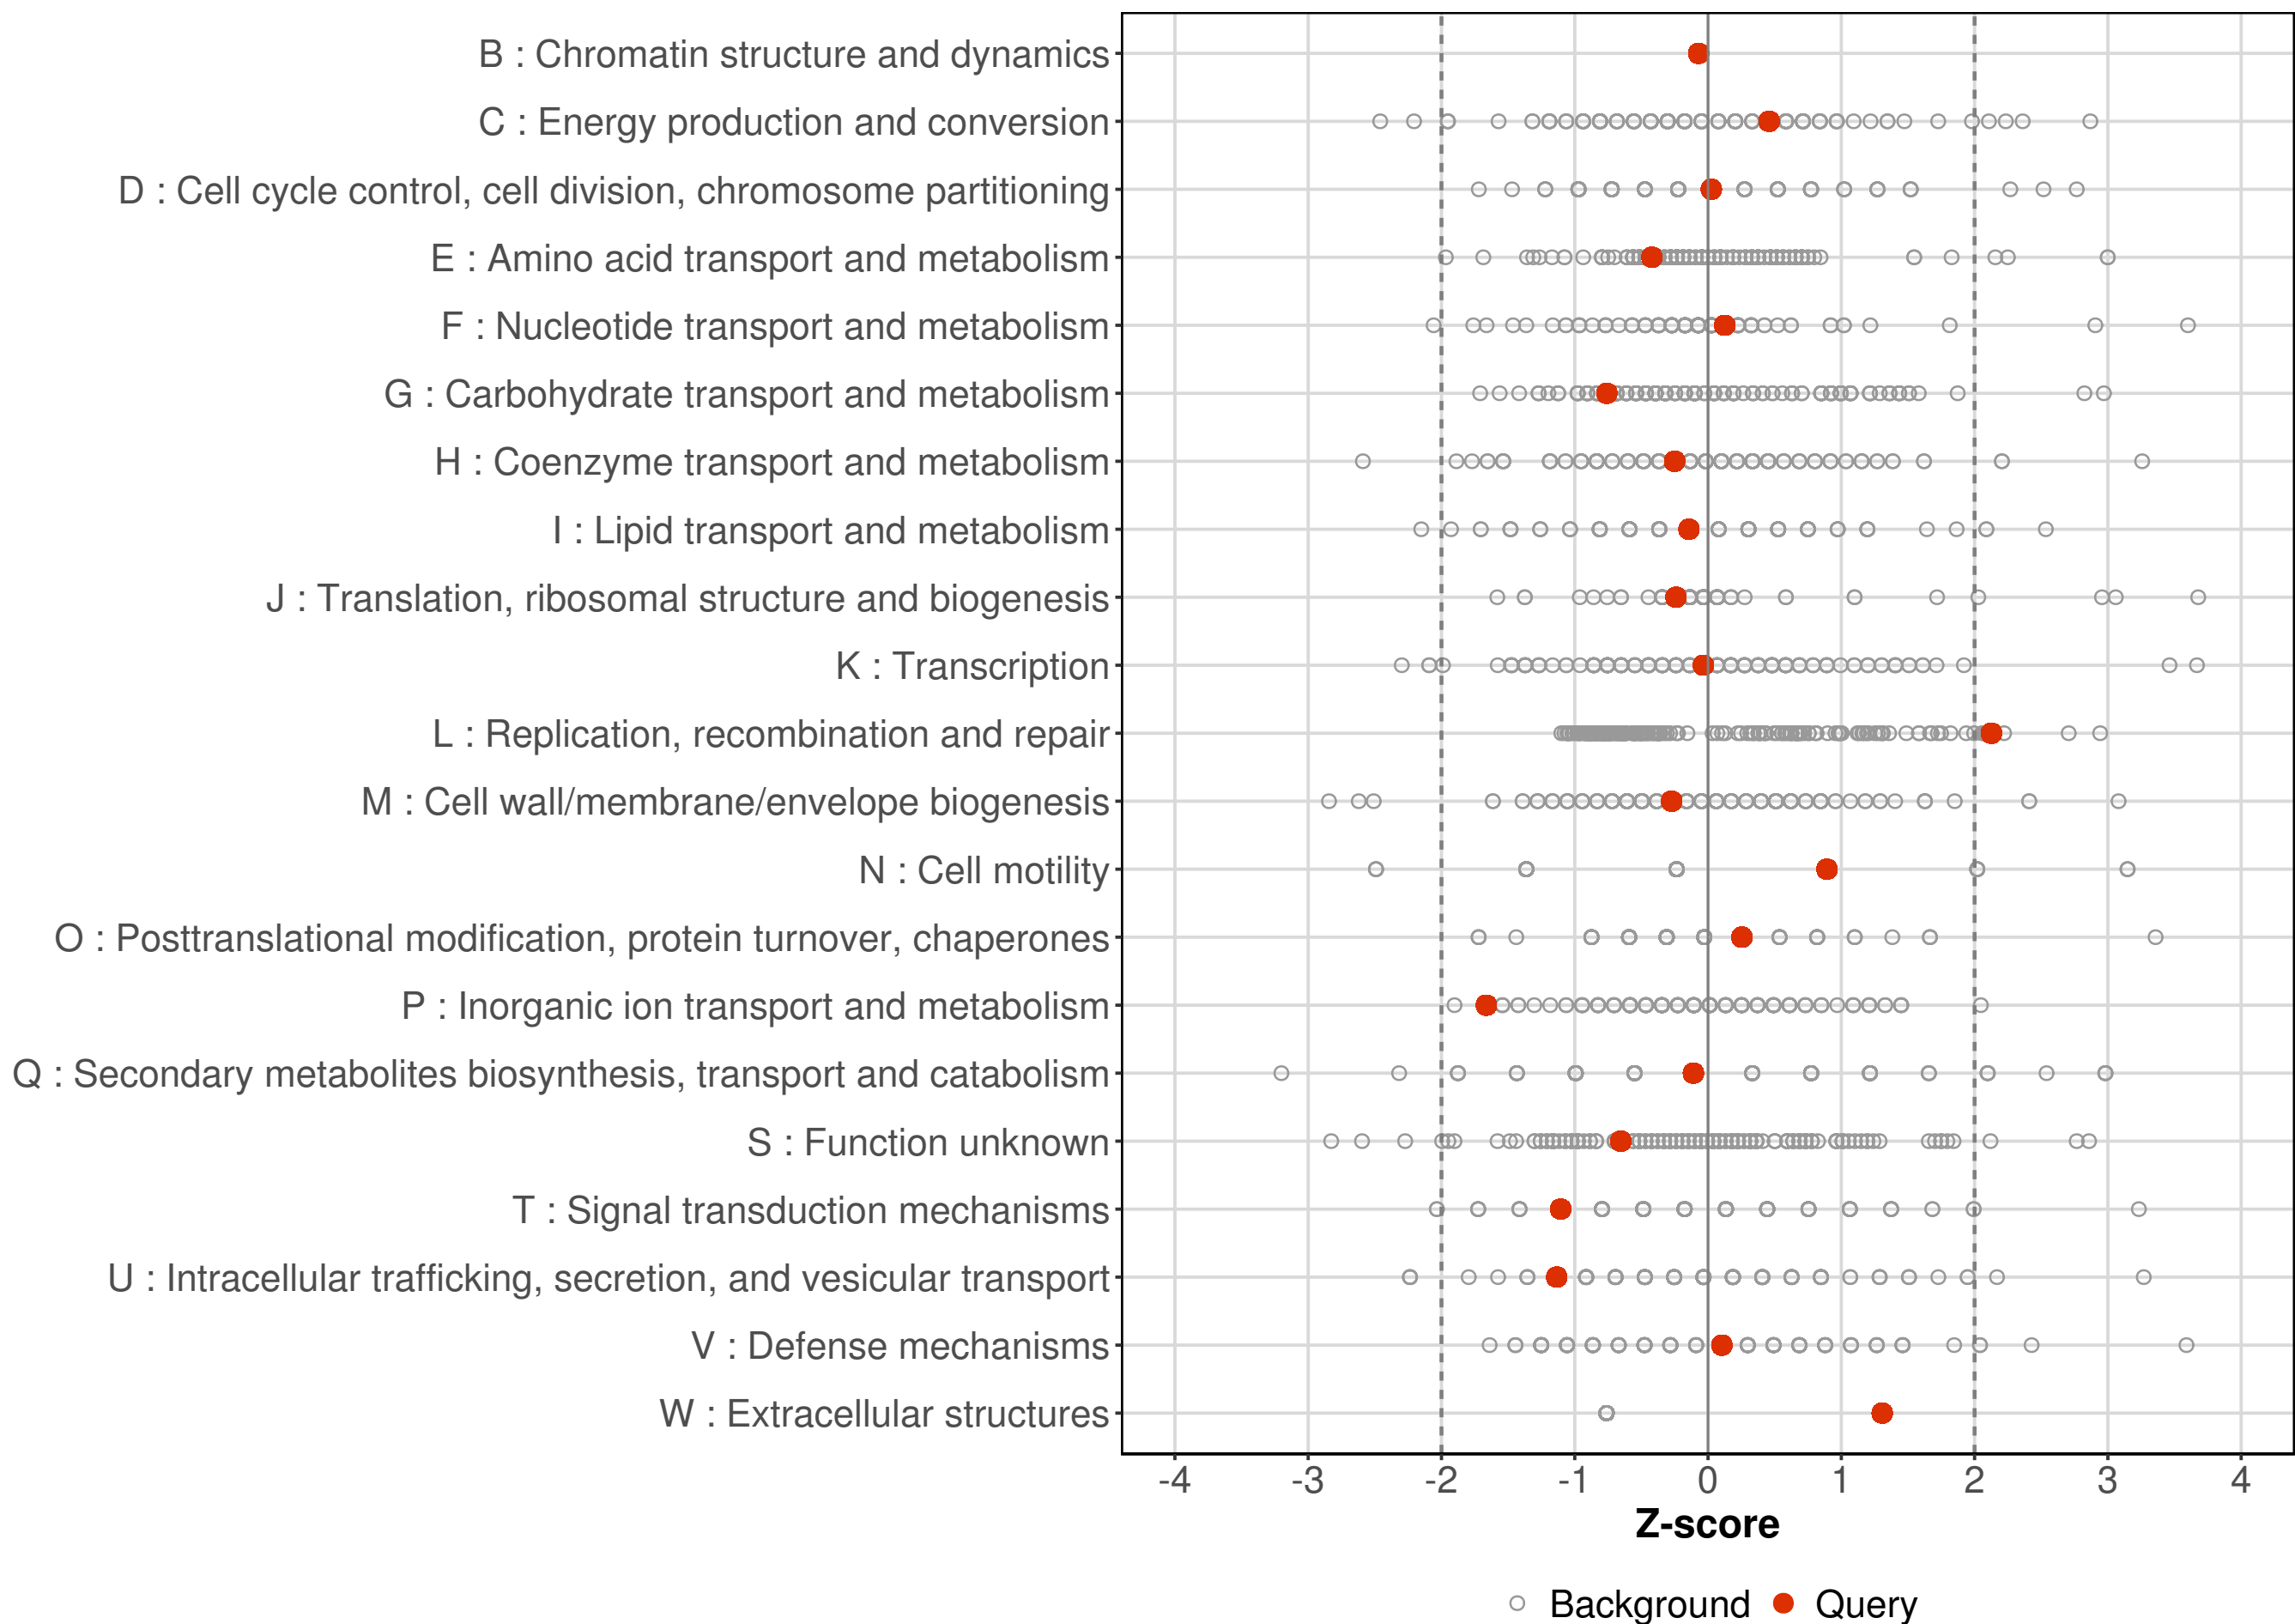 B : Chromatin structure and dynamics
C : Energy production and conversion
D : Cell cycle control, cell division, chromosome partitioning
E : Amino acid transport and metabolism
F : Nucleotide transport and metabolism
G : Carbohydrate transport and metabolism
H : Coenzyme transport and metabolism
I : Lipid transport and metabolism
J : Translation, ribosomal structure and biogenesis
K : Transcription
L : Replication, recombination and repair
M : Cell wall/membrane/envelope biogenesis
N : Cell motility
O : Posttranslational modification, protein turnover, chaperones
P : Inorganic ion transport and metabolism
Q : Secondary metabolites biosynthesis, transport and catabolism
S : Function unknown
T : Signal transduction mechanisms
U : Intracellular trafficking, secretion, and vesicular transport
V : Defense mechanisms
W : Extracellular structures
-4 -3 -2 -1 0 1 2 3 4
Z-score
Background Query